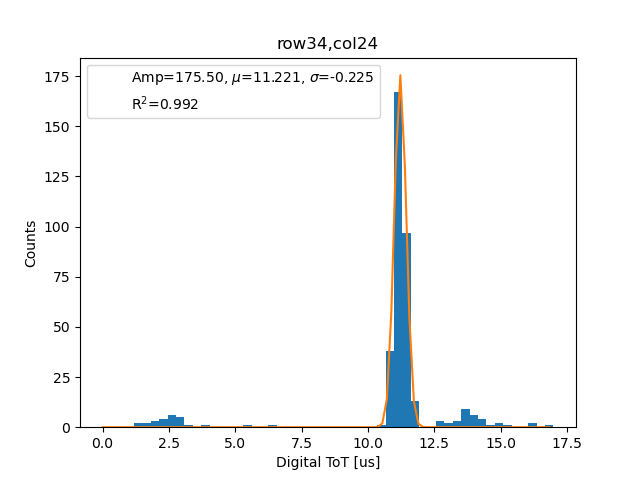 row34,col24
Amp=175.50, μ=11.221, σ=-0.225
R²=0.992
175
150
125
100
75
50
25
0
Counts
0.0 2.5 5.0 7.5 10.0 12.5 15.0 17.5
Digital ToT [us]